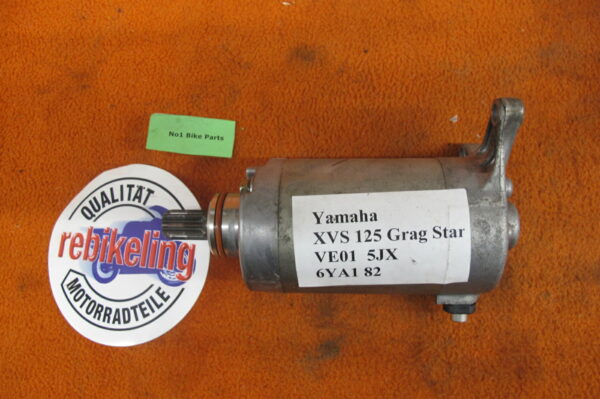 No1 Bike Parts
QUALITÄT
rebikeling
MOTORRADTEILE
Yamaha
XVS 125 Grag Star
VE01 5JX
6YA1 82